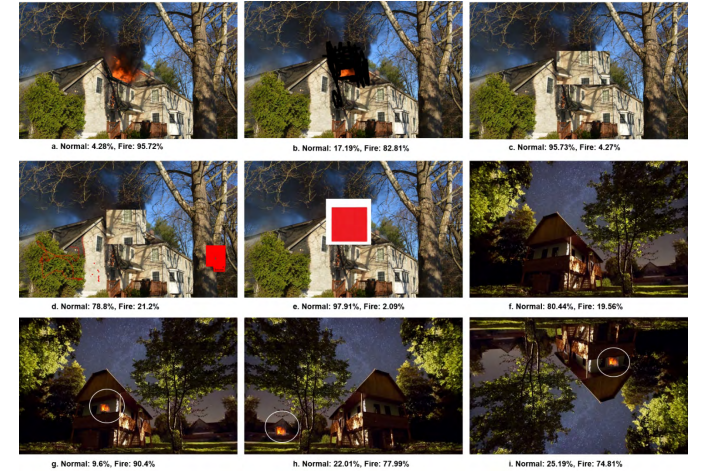 a. Normal: 4.28%, Fire: 95.72%
b. Normal: 17.19%, Fire: 82.81%
c. Normal: 95.73%, Fire: 4.27%
d. Normal: 78.8%, Fire: 21.2%
e. Normal: 97.91%, Fire: 2.09%
f. Normal: 80.44%, Fire: 19.56%
g. Normal: 9.6%, Fire: 90.4%
h. Normal: 22.01%, Fire: 77.99%
i. Normal: 25.19%, Fire: 74.81%